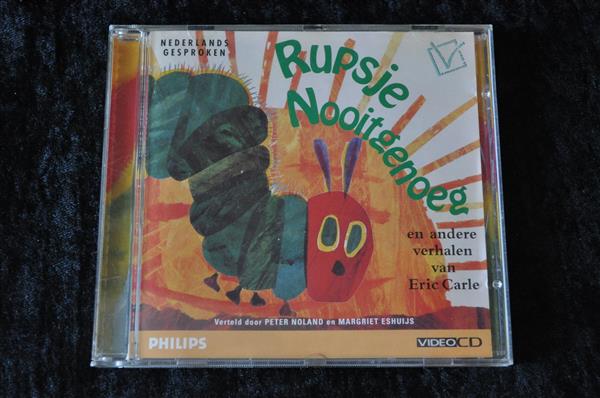 NEDERLANDS
GESPROKEN
Rupsje
Nooitgenoeg
en andere
verhalen
van
Eric Carle
Verteld door PETER NOLAND en MARGRIET ESHUIJS
PHILIPS
VIDEO CD